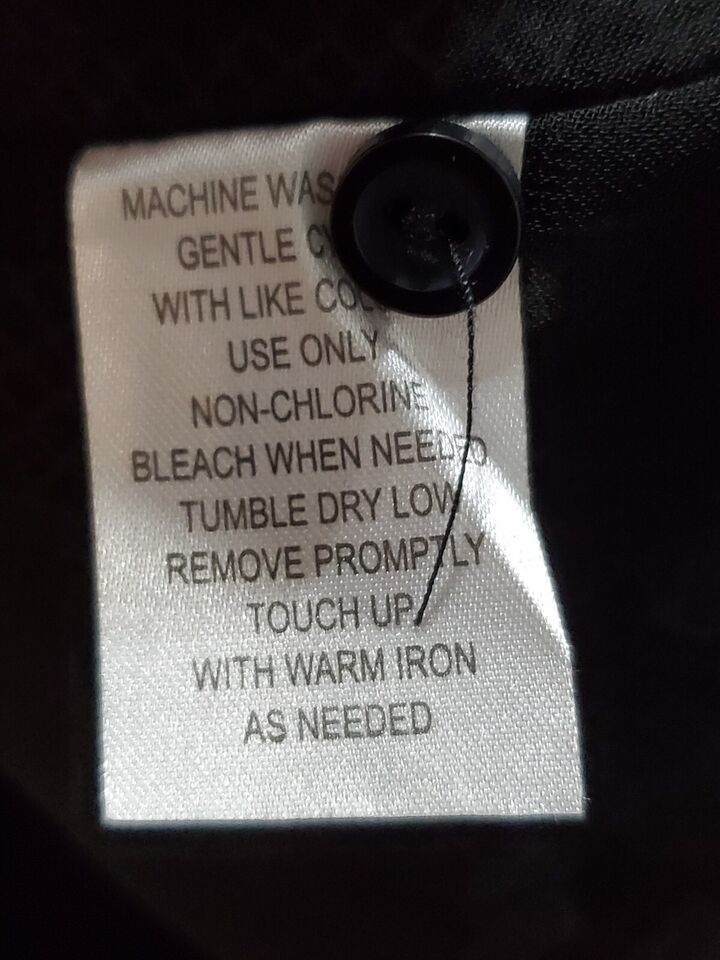 MACHINE WAS
GENTLE
WITH LIKE COL
USE ONLY
NON-CHLORINE
BLEACH WHEN NEEDED
TUMBLE DRY LOW
REMOVE PROMPTLY
TOUCH UP
WITH WARM IRON
AS NEEDED